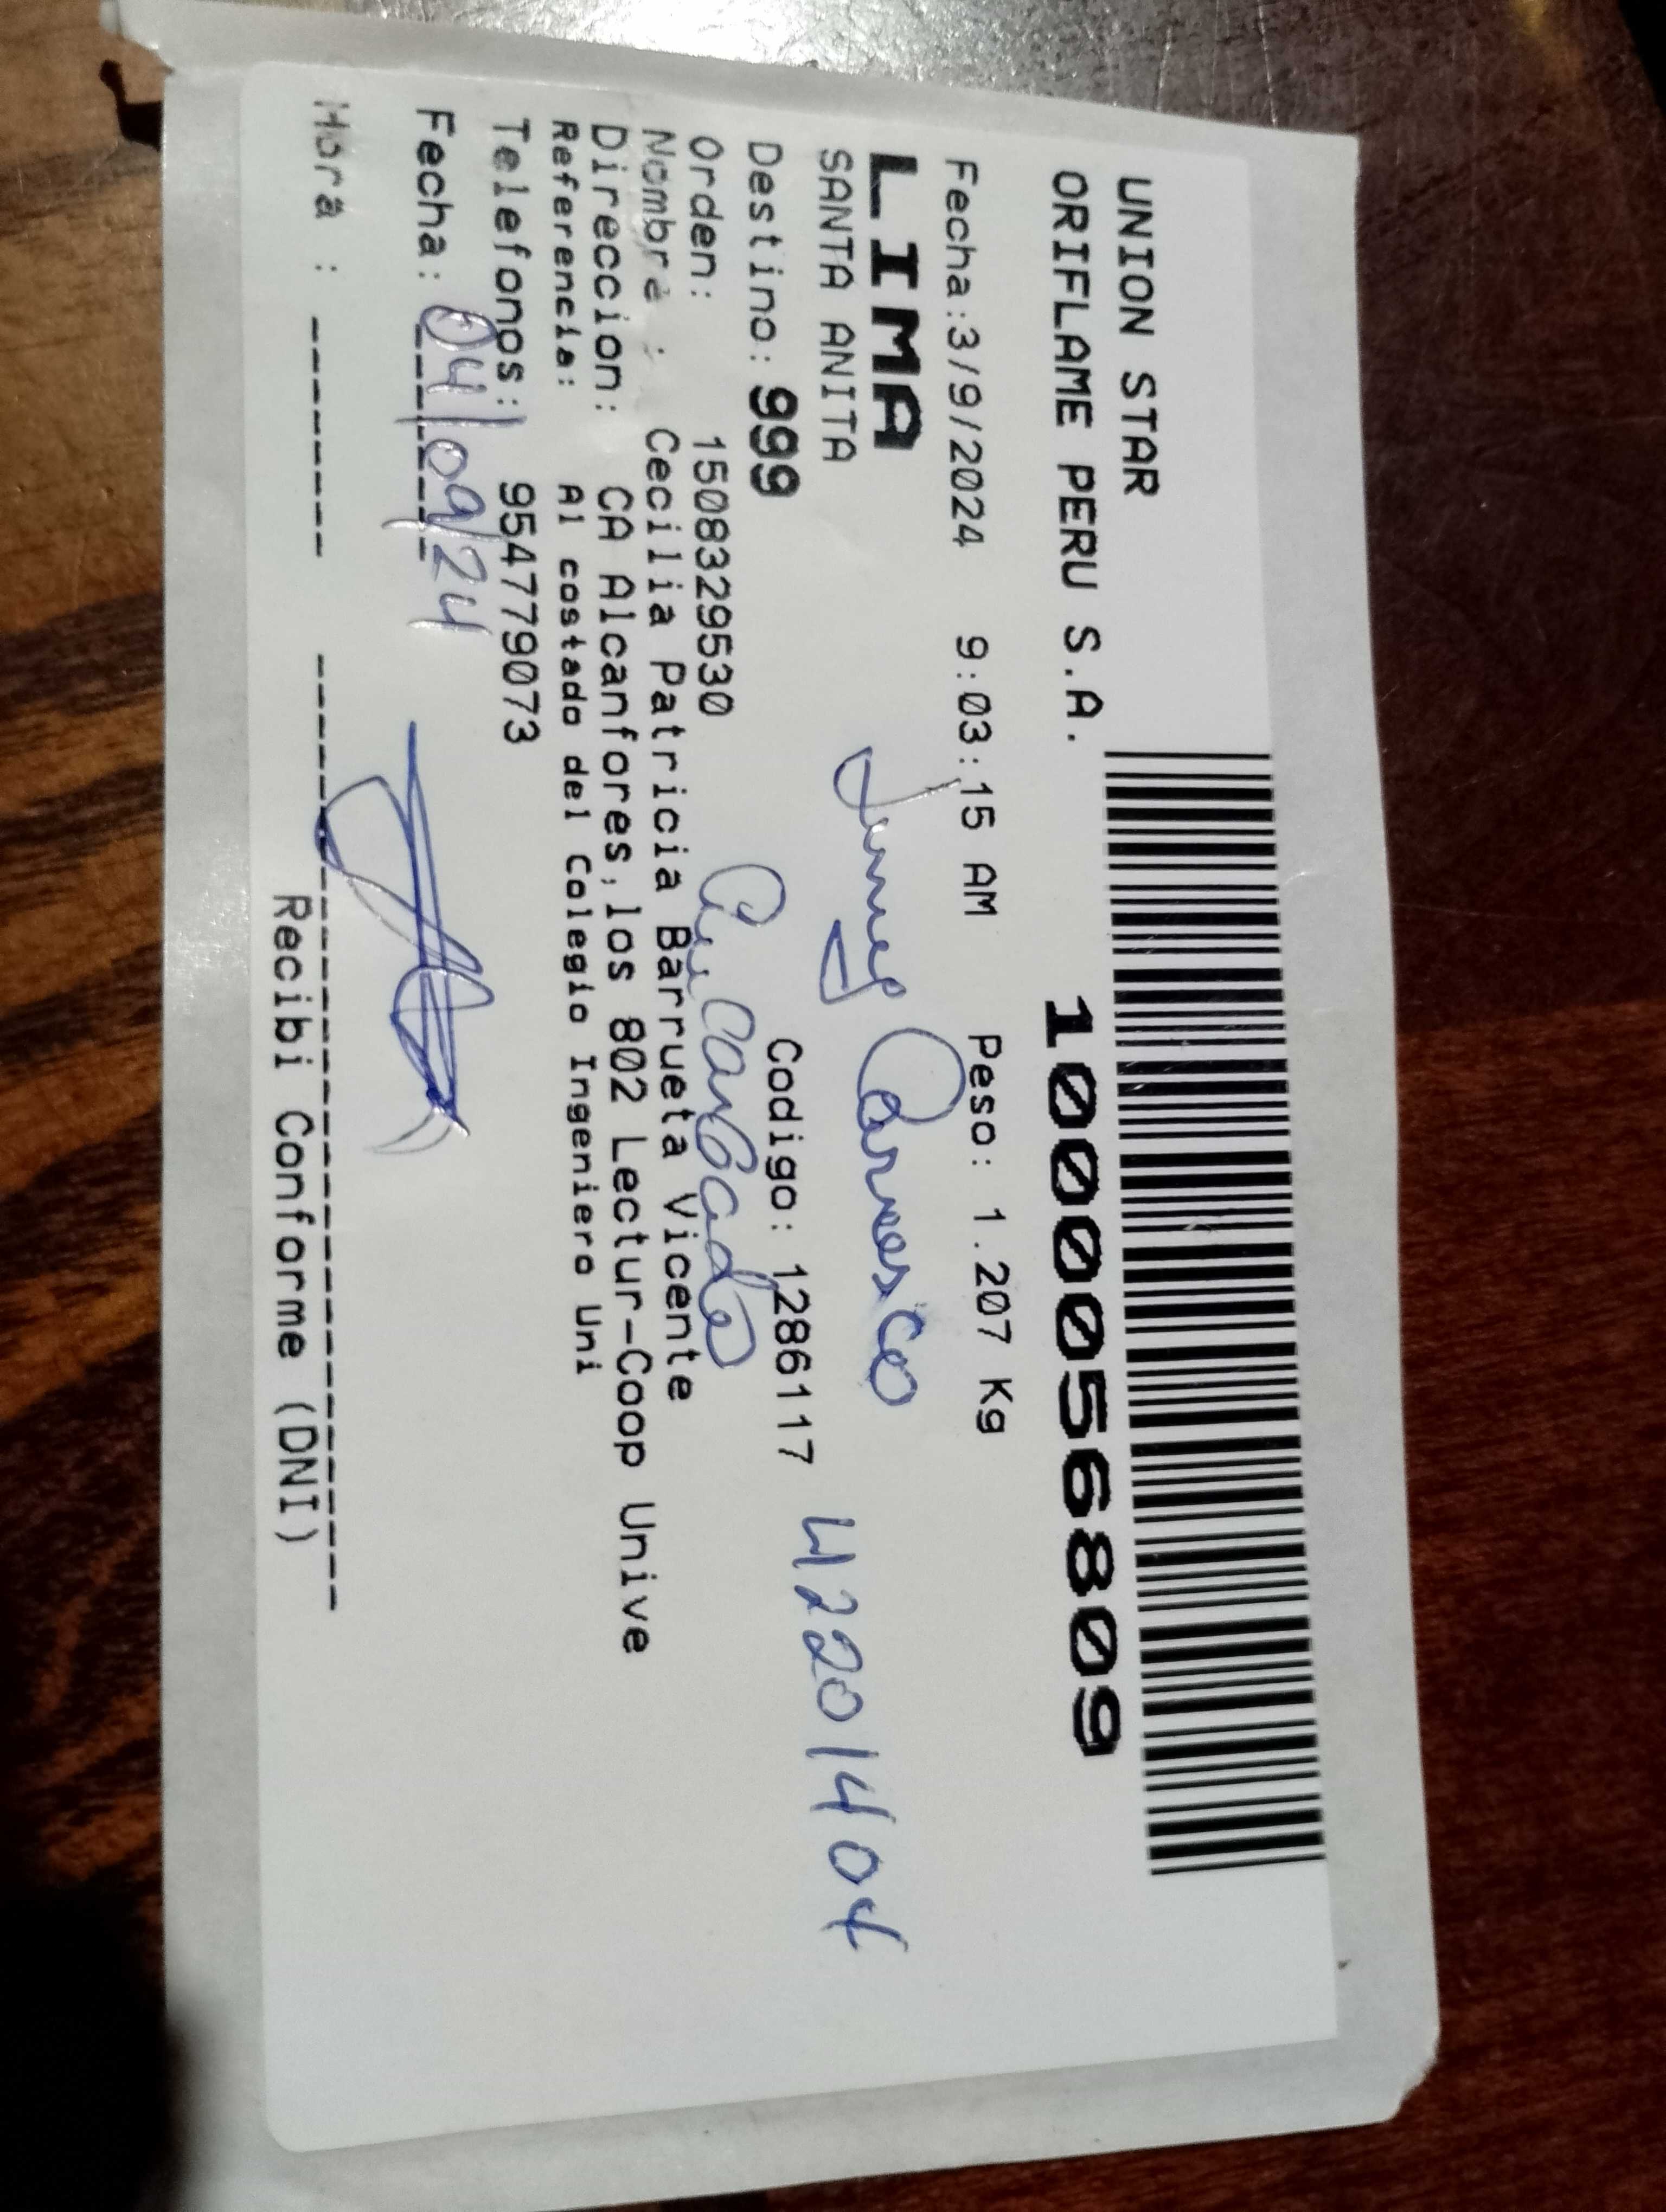 UNION STAR
ORIFLAME PERU S.A.
1000056809
Fecha:3/9/2024 9:03:15 AM Peso: 1.207 Kg
LIMA
SANTA ANITA
Carrasco
Destino: 999 Codigo: 1286117
4220140
Orden: 1508329530
Nombre : Cecilia Patricia Barrueta Vicente
Direccion: CA Alcanfores,los 802 Lectur-Coop Unive
Referencia: Al costado del Colegio Ingeniero Uni
Telefonos: 954779073
Fecha: 04/09/24
Hora :
Recibi Conforme (DNI)